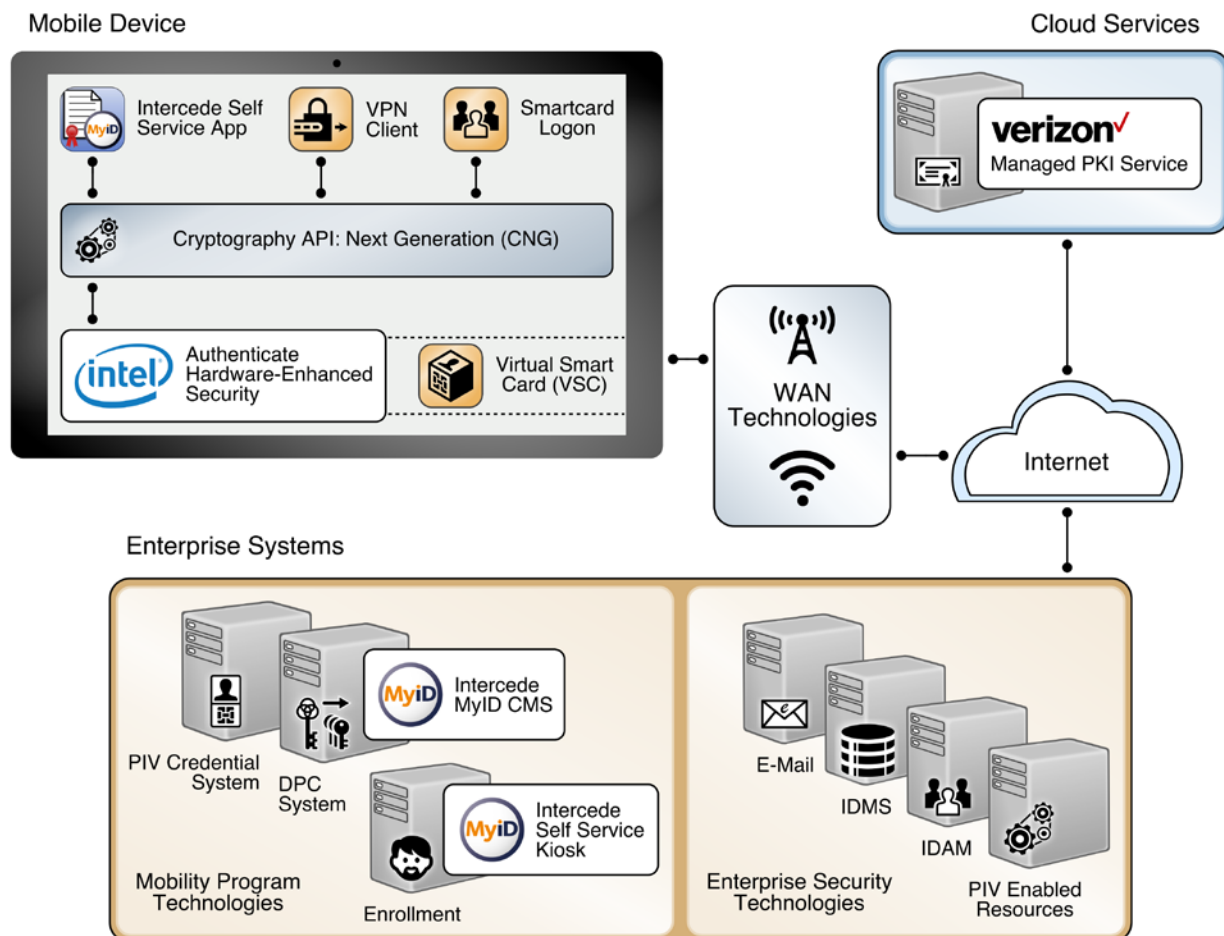 Mobile Device
Intercede Self
Service App
MyiD
VPN
Client
Smartcard
Logon
Cryptography API: Next Generation (CNG)
intel
Authenticate
Hardware-Enhanced
Security
Virtual Smart
Card (VSC)
WAN
Technologies
Cloud Services
verizon
Managed PKI Service
Internet
Enterprise Systems
PIV Credential
System
DPC
System
MyiD
Intercede
MyID CMS
Enrollment
MyiD
Intercede
Self Service
Kiosk
Mobility Program
Technologies
e
E-Mail
IDMS
IDAM
PIV Enabled
Resources
Enterprise Security
Technologies